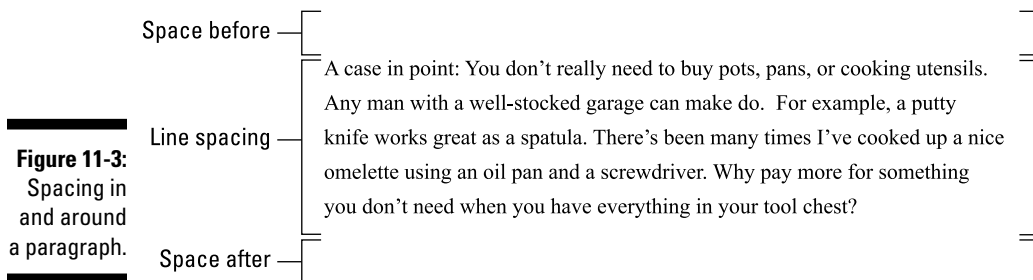 Space before
A case in point: You don’t really need to buy pots, pans, or cooking utensils.
Any man with a well-stocked garage can make do.  For example, a putty
Line spacing
knife works great as a spatula. There’s been many times I’ve cooked up a nice
omelette using an oil pan and a screwdriver. Why pay more for something
you don’t need when you have everything in your tool chest?
Space after
Figure 11-3:
Spacing in
and around
a paragraph.